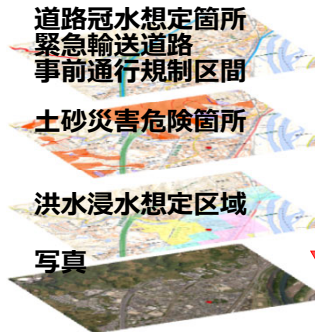 道路冠水想定箇所
緊急輸送道路
事前通行規制区間
土砂災害危険箇所
洪水浸水想定区域
写真